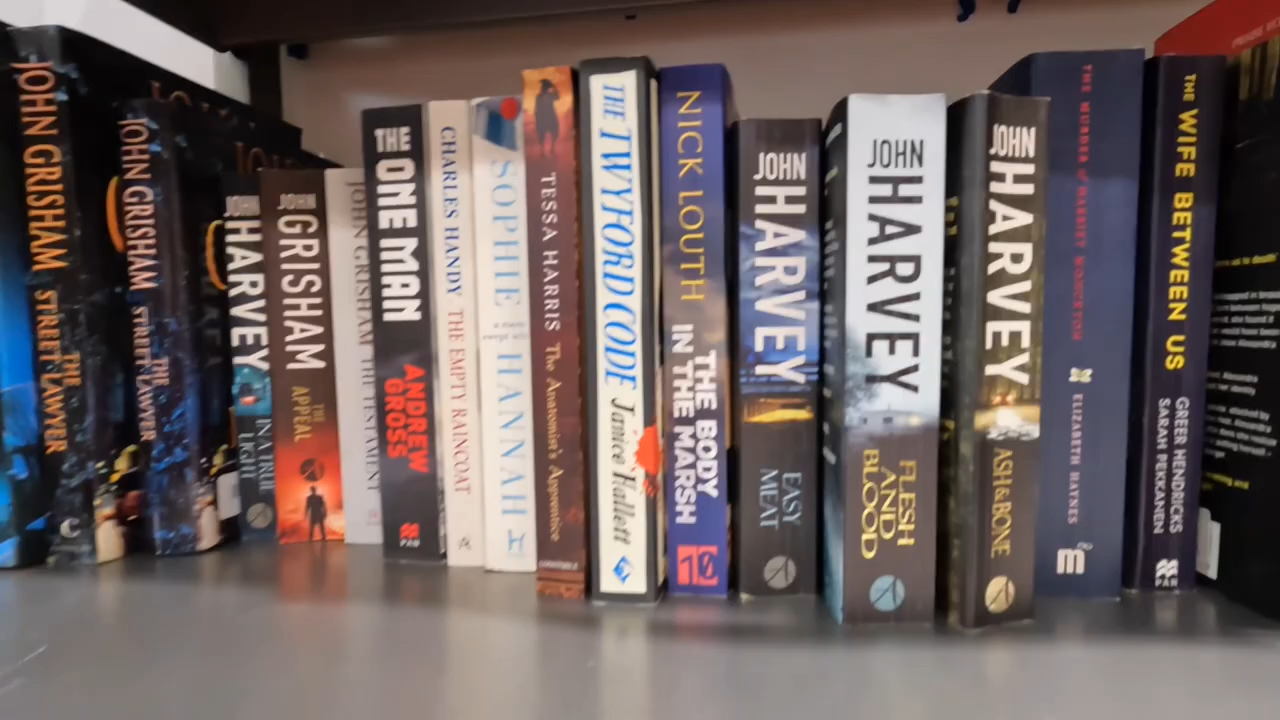 JOHN GRISHAM THE STREET LAWYER
JOHN GRISHAM THE STREET LAWYER
JOHN HARVEY IN A TRUE LIGHT
JOHN GRISHAM THE APPEAL
JOHN GRISHAM THE TESTAMENT
THE ONE MAN ANDREW GROSS
PAN
CHARLES HANDY THE EMPTY RAINCOAT
SOPHIE HANNAH
TESSA HARRIS The Anatomist's Apprentice
THE TWYFORD CODE Janice Hallett
NICK LOUTH THE BODY IN THE MARSH
JOHN HARVEY EASY MEAT
JOHN HARVEY FLESH AND BLOOD
JOHN HARVEY ASH & BONE
THE MURDER of HARRIET MONCKTON ELIZABETH HAYNES
m
THE WIFE BETWEEN US GREER HENDRICKS SARAH PEKKANEN
PAN